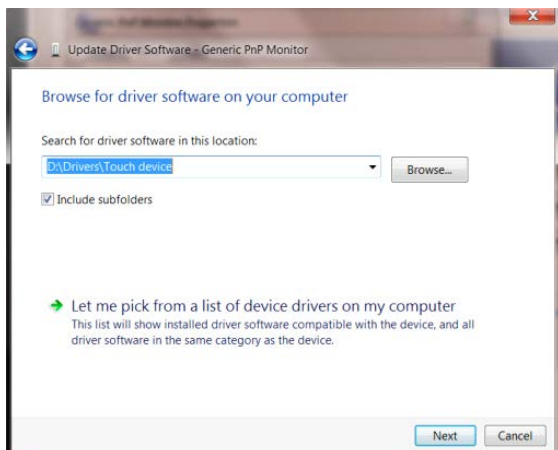 Update Driver Software - Generic PnP Monitor
Browse for driver software on your computer
Search for driver software in this location:
D:\Drivers\Touch device
Browse...
Include subfolders
Let me pick from a list of device drivers on my computer
This list will show installed driver software compatible with the device, and all
driver software in the same category as the device.
Next
Cancel